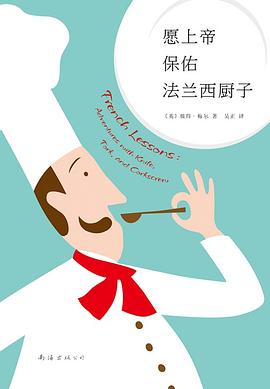 愿上帝
保佑
法兰西厨子
〔英〕彼得·梅尔 著 吴正 译
French Lessons:
Adventures with Knife,
Fork, and Corkscrew
南海出版公司